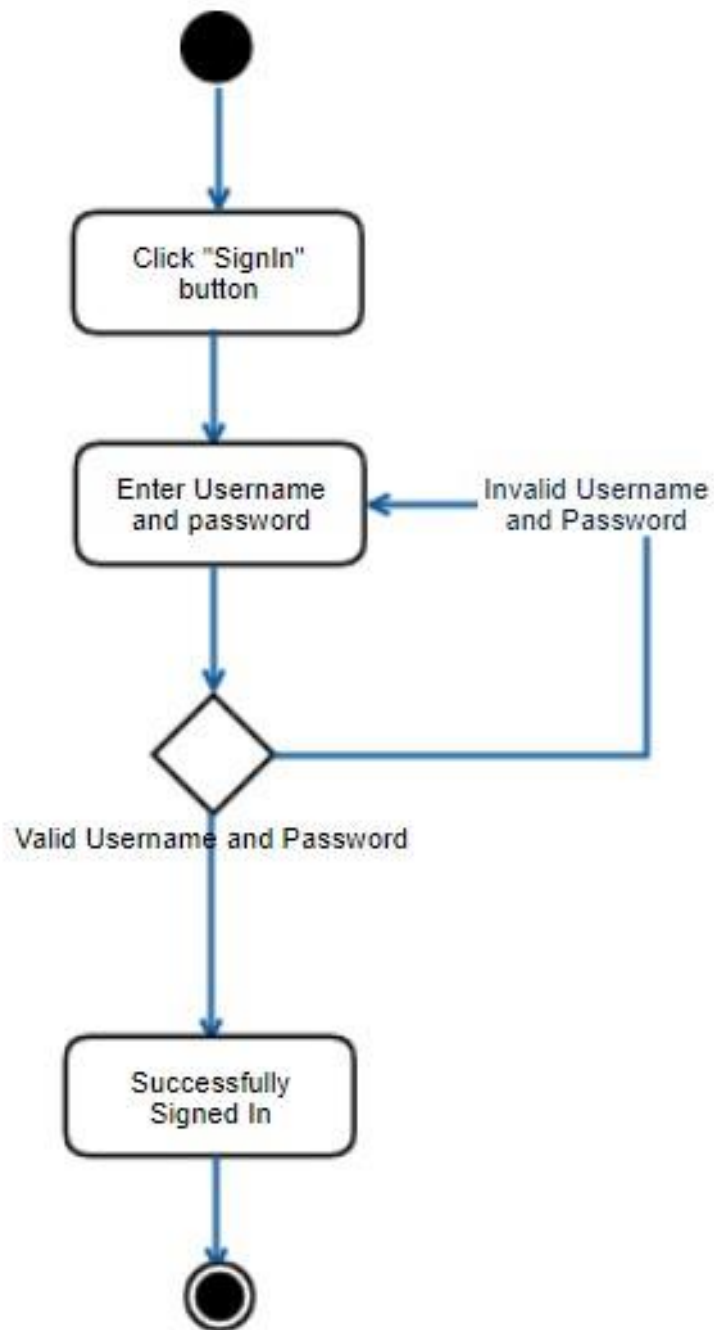 Click "SignIn"
button
Enter Username
and password
Invalid Username
and Password
Valid Username and Password
Successfully
Signed In